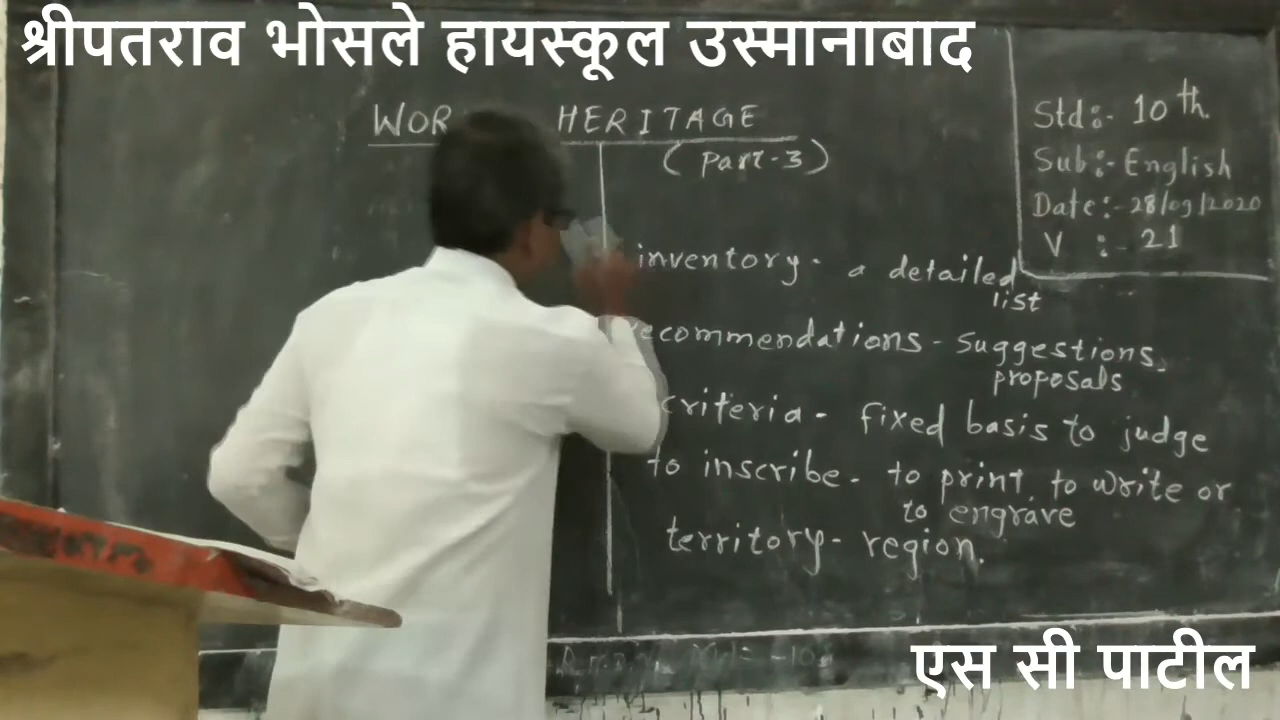 श्रीपतराव भोसले हायस्कूल उस्मानाबाद
WOR HERITAGE
(Part-3)
Std:- 10th.
Sub:- English
Date:- 28/09/2020
V :- 21
inventory - a detailed
list
recommendations - suggestions,
proposals
criteria - fixed basis to judge
to inscribe - to print, to write or
to engrave
territory - region.
एस सी पाटील